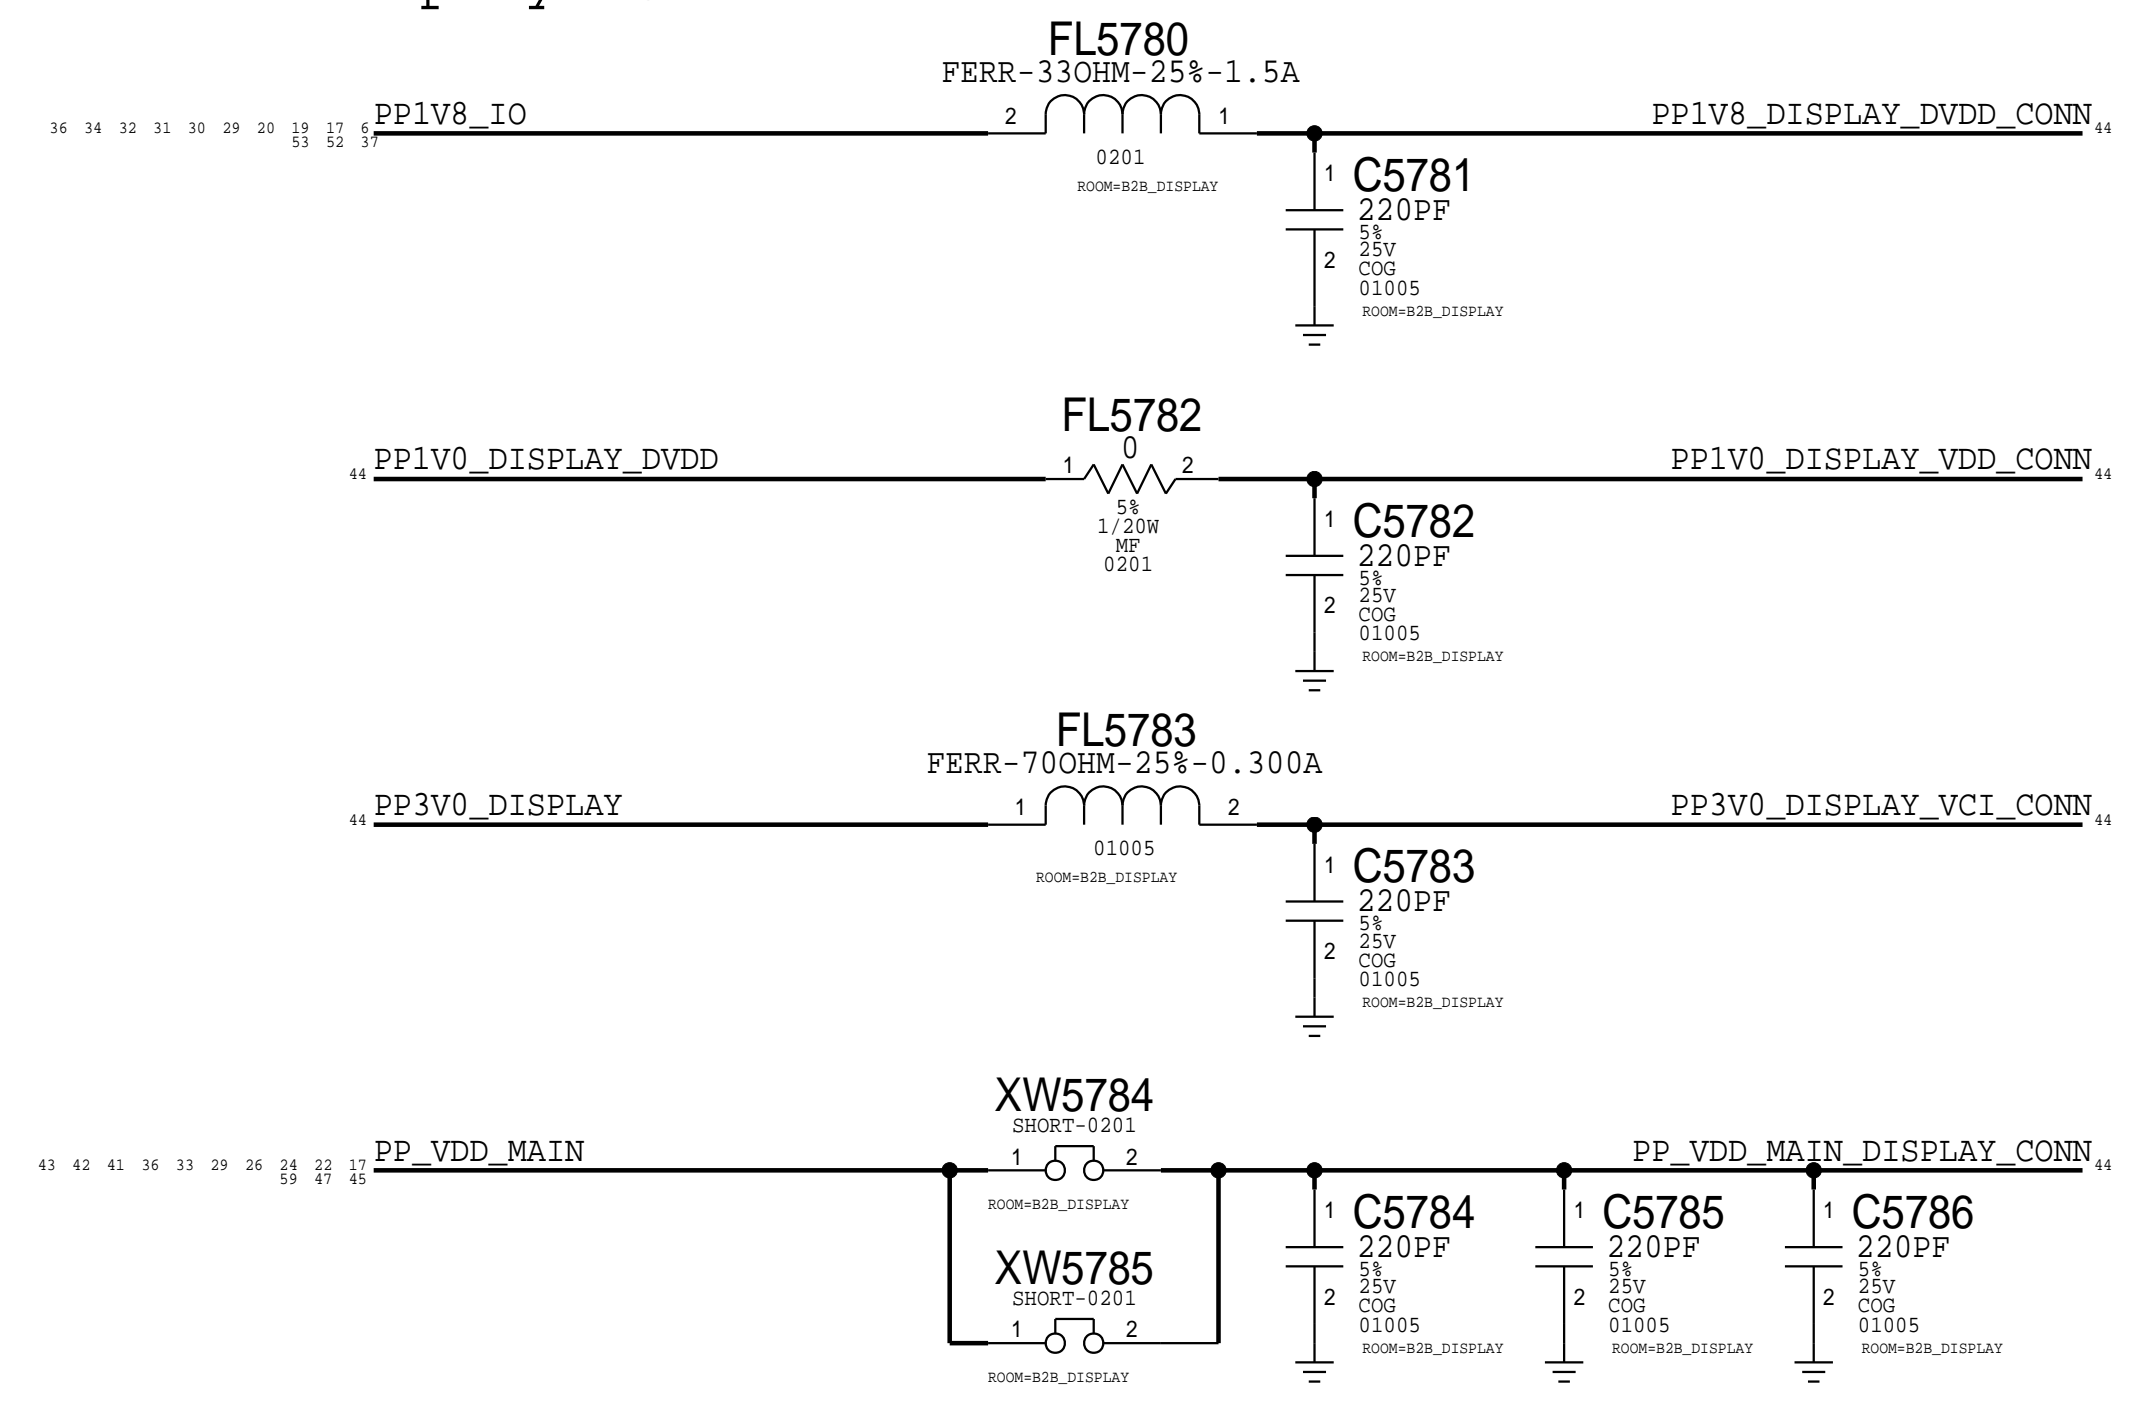 FL5780
FERR-33OHM-25%-1.5A
PP1V8_IO
2
1
PP1V8_DISPLAY_DVDD_CONN
44
36 34 32 31 30 29 20 19 17 6
53 52 37
0201
ROOM=B2B_DISPLAY
1
C5781
220PF
5%
25V
2
COG
01005
ROOM=B2B_DISPLAY
FL5782
0
44
PP1V0_DISPLAY_DVDD
1
2
PP1V0_DISPLAY_VDD_CONN
44
5%
1/20W
MF
0201
1
C5782
220PF
5%
25V
2
COG
01005
ROOM=B2B_DISPLAY
FL5783
FERR-70OHM-25%-0.300A
44
PP3V0_DISPLAY
1
2
PP3V0_DISPLAY_VCI_CONN
44
01005
ROOM=B2B_DISPLAY
1
C5783
220PF
5%
25V
2
COG
01005
ROOM=B2B_DISPLAY
XW5784
SHORT-0201
PP_VDD_MAIN
1
2
PP_VDD_MAIN_DISPLAY_CONN
44
43 42 41 36 33 29 26 24 22 17
59 47 45
ROOM=B2B_DISPLAY
XW5785
SHORT-0201
1
2
ROOM=B2B_DISPLAY
1
C5784
220PF
5%
25V
2
COG
01005
ROOM=B2B_DISPLAY
1
C5785
220PF
5%
25V
2
COG
01005
ROOM=B2B_DISPLAY
1
C5786
220PF
5%
25V
2
COG
01005
ROOM=B2B_DISPLAY